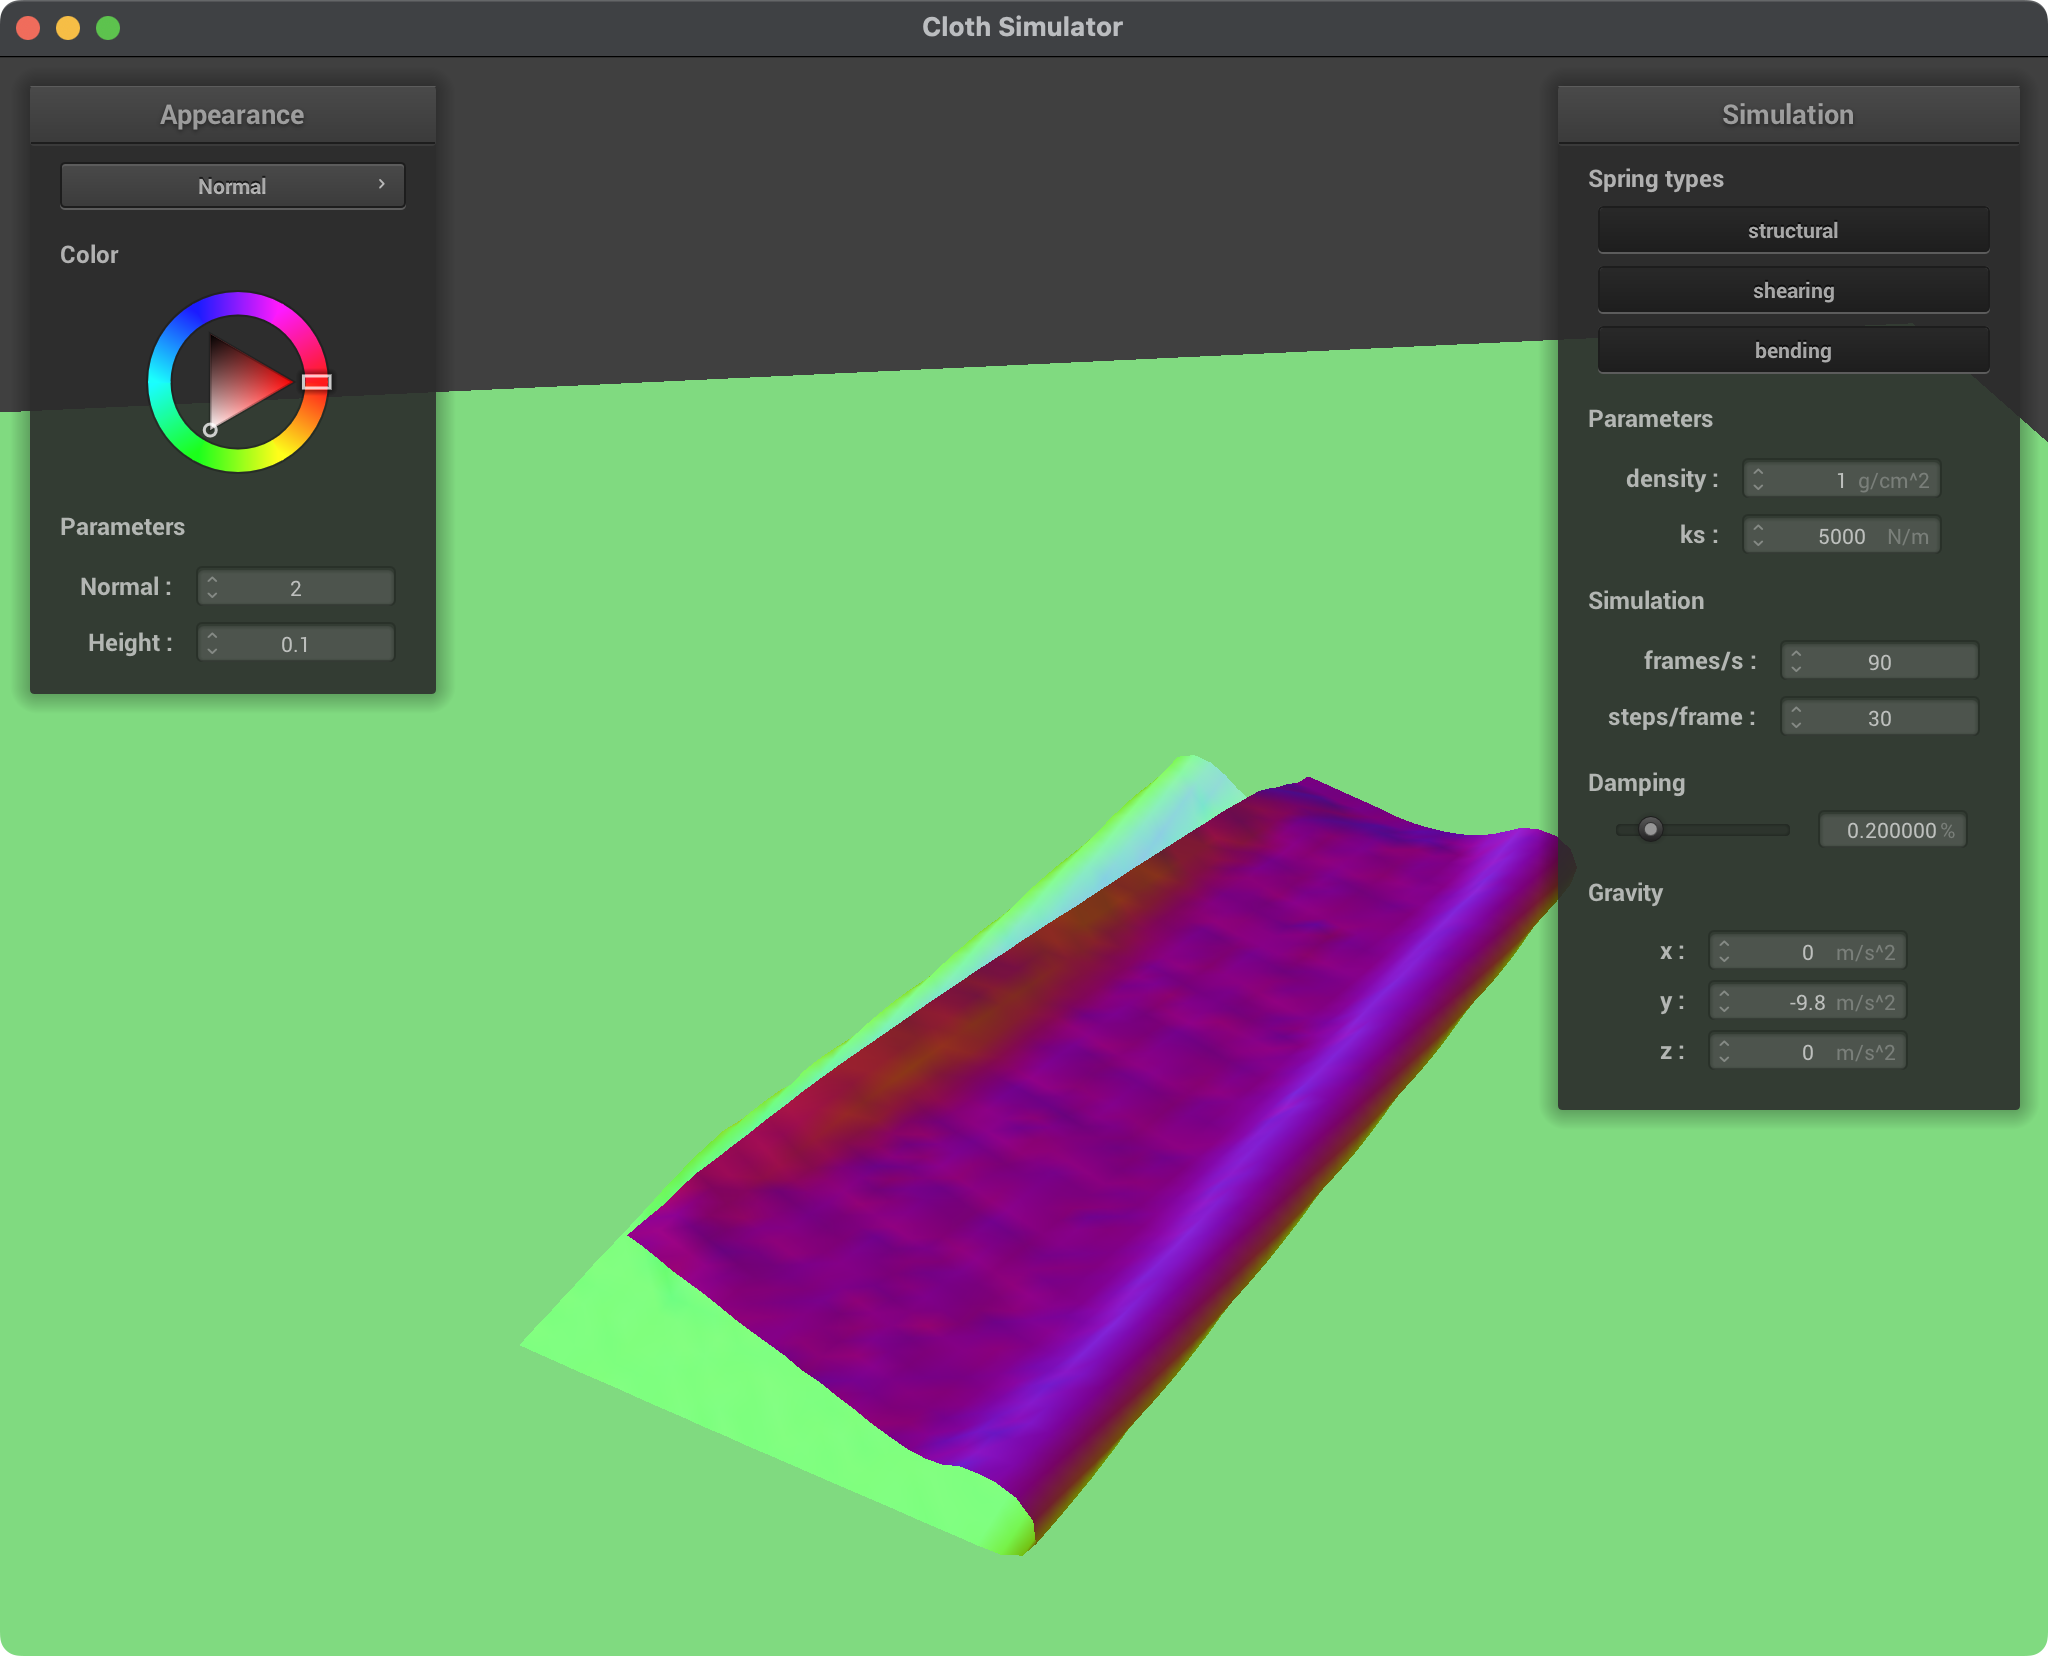 Cloth Simulator
Appearance
Normal
Color
Parameters
Normal : 2
Height : 0.1
Simulation
Spring types
structural
shearing
bending
Parameters
density : 1 g/cm^2
ks : 5000 N/m
Simulation
frames/s : 90
steps/frame : 30
Damping
0.200000 %
Gravity
x : 0 m/s^2
y : -9.8 m/s^2
z : 0 m/s^2